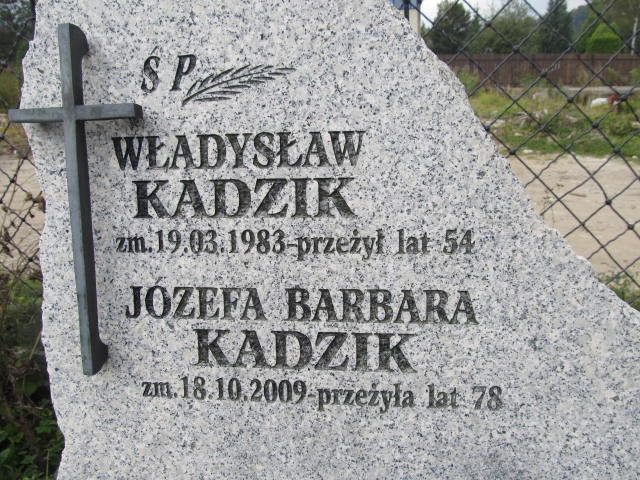 Ś P
WŁADYSŁAW
KADZIK
zm.19.03.1983-przeżył lat 54
JÓZEFA BARBARA
KADZIK
zm.18.10.2009-przeżyła lat 78